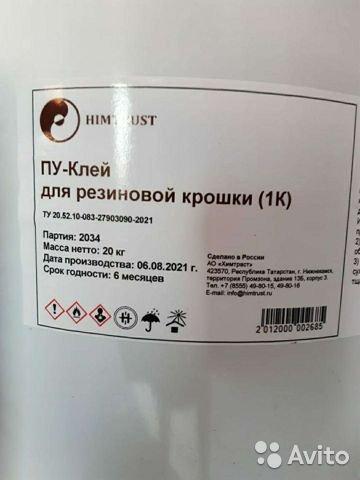 HIMTRUST
ПУ-Клей
для резиновой крошки (1К)
ТУ 20.52.10-083-27903090-2021
Партия: 2034
Масса нетто: 20 кг
Дата производства: 06.08.2021 г.
Срок годности: 6 месяцев
Сделано в России
АО «Химтраст»
423570, Республика Татарстан, г. Нижнекамск,
территория Промзона, здание 13Б, корпус 3.
Тел. +7 (8555) 49-80-15, 49-80-16
E-mail: info@himtrust.ru
2 012000 002685
Avito